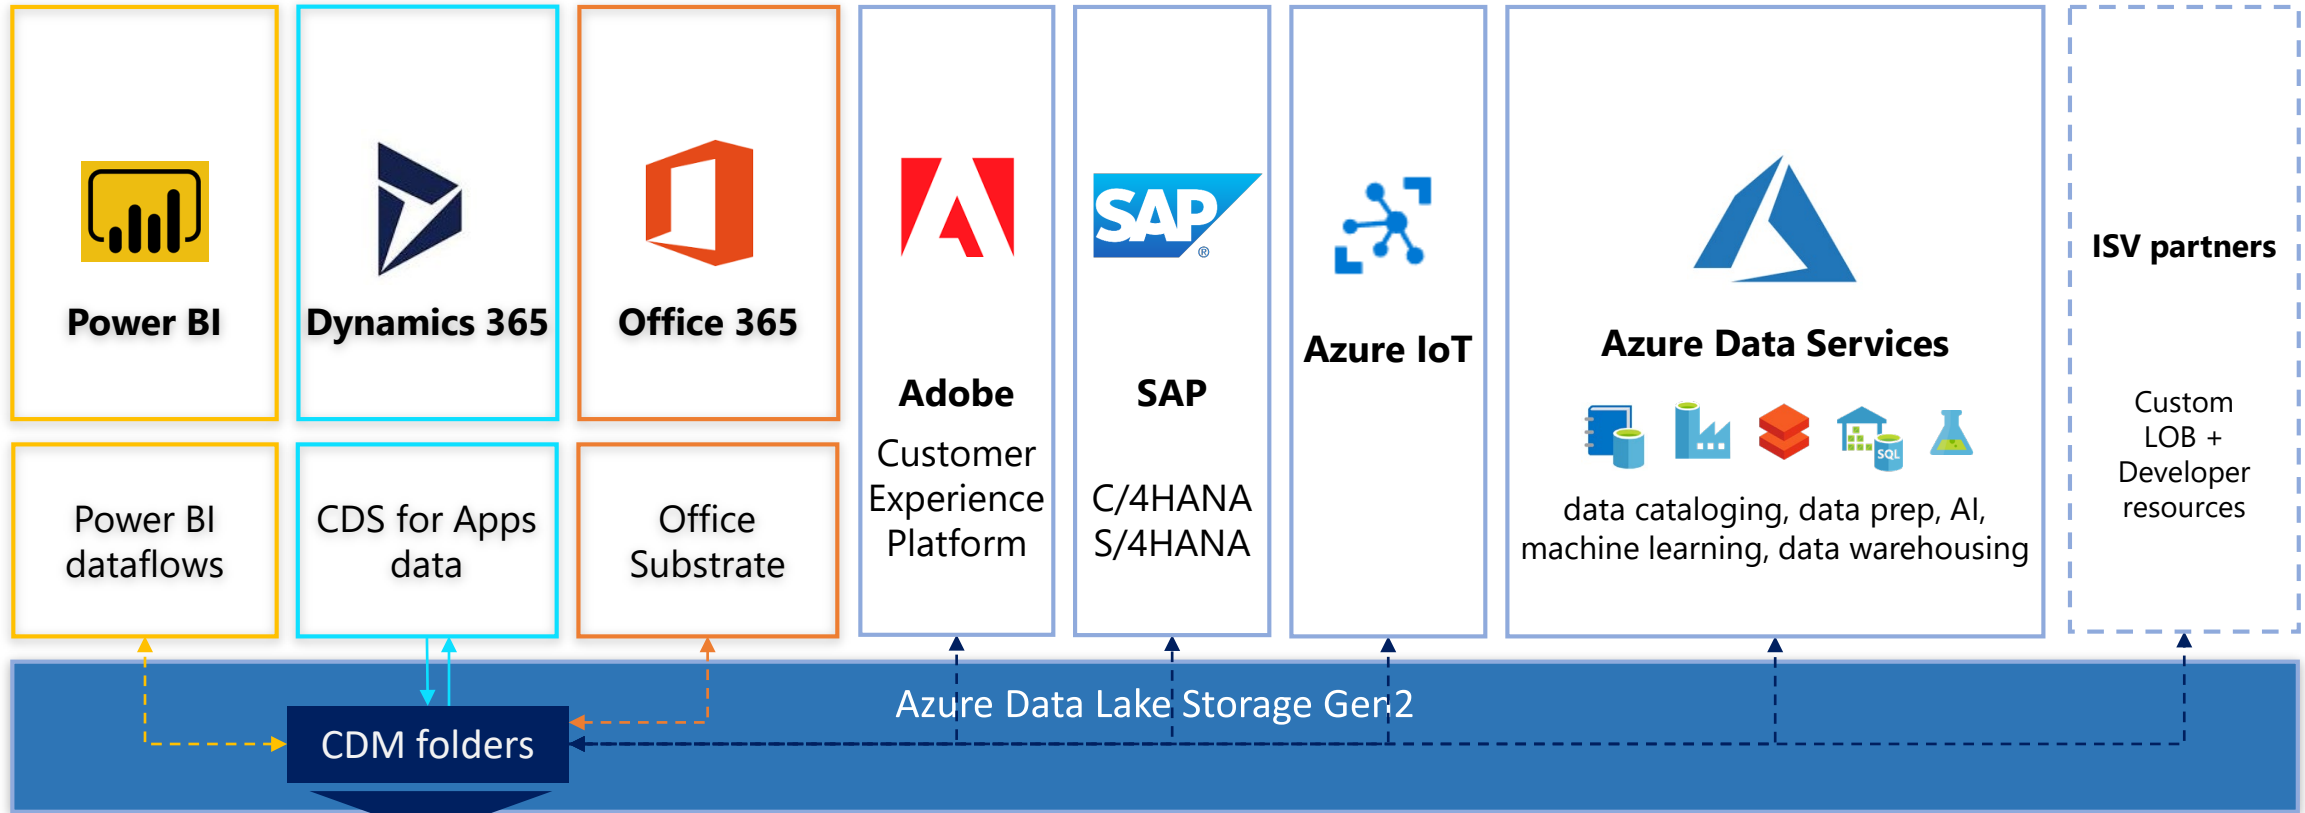 Power BI
Power BI
dataflows
Dynamics 365
CDS for Apps
data
Office 365
Office
Substrate
Adobe
Customer
Experience
Platform
SAP
®
SAP
C/4HANA
S/4HANA
Azure IoT
Azure Data Services
SQL
data cataloging, data prep, AI,
machine learning, data warehousing
ISV partners
Custom
LOB +
Developer
resources
Azure Data Lake Storage Gen2
CDM folders